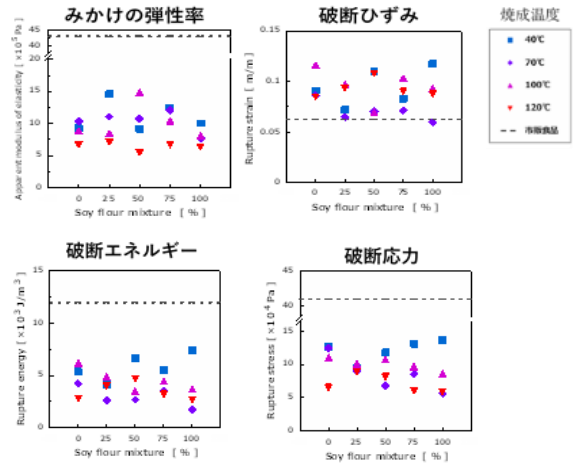 みかけの弾性率
Apparent modulus of elasticity [ ×10⁵ Pa ]
45
40
20
15
10
5
0
0 25 50 75 100
Soy flour mixture [ % ]
破断ひずみ
Rupture strain [ m/m ]
0.15
0.1
0.05
0
0 25 50 75 100
Soy flour mixture [ % ]
焼成温度
40℃
70℃
100℃
120℃
市販食品
破断エネルギー
Rupture energy [ ×10³ J/m³ ]
15
10
5
0
0 25 50 75 100
Soy flour mixture [ % ]
破断応力
Rupture stress [ ×10⁴ Pa ]
45
40
15
10
5
0
0 25 50 75 100
Soy flour mixture [ % ]